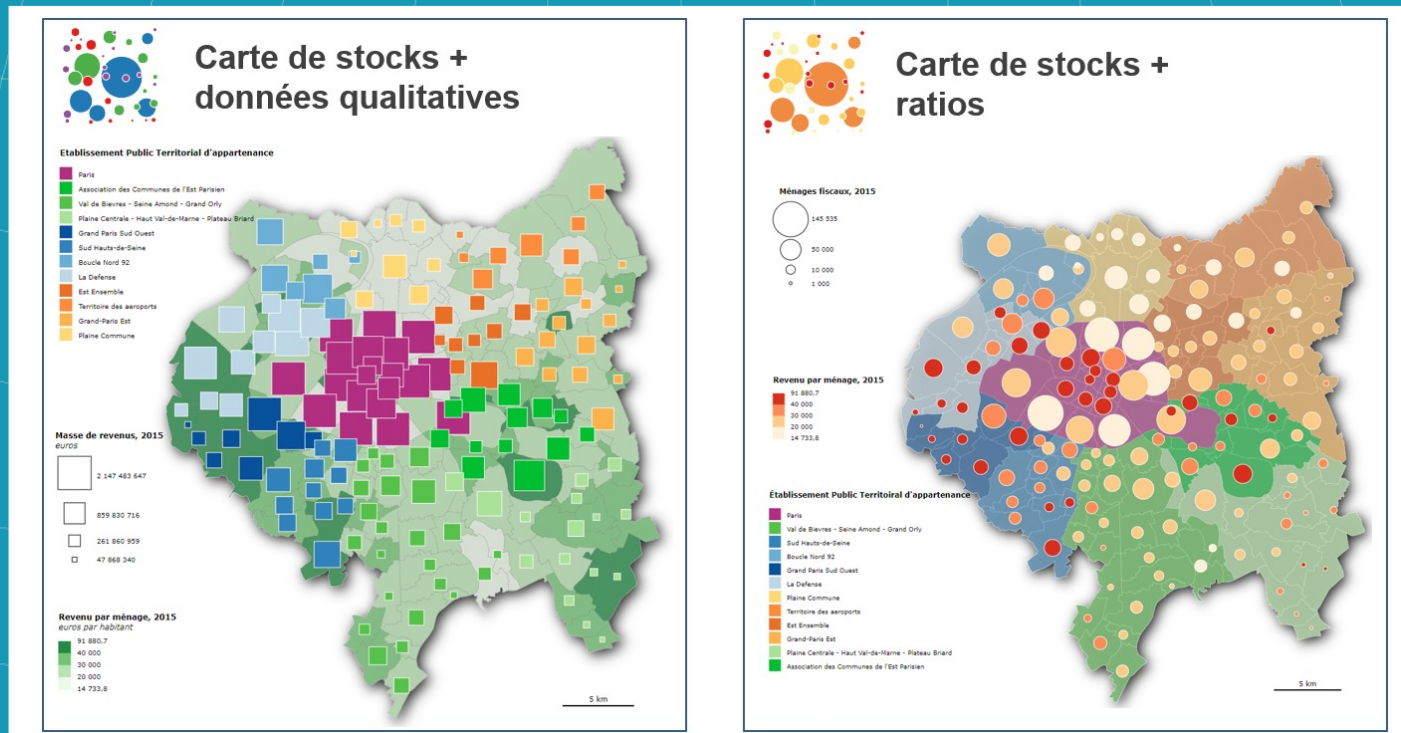 Carte de stocks +
données qualitatives
Etablissement Public Territorial d'appartenance
Paris
Association des Communes de l'Est Parisien
Val de Bievres - Seine Amond - Grand Orly
Plaine Centrale - Haut Val-de-Marne - Plateau Briard
Grand Paris Sud Ouest
Sud Hauts-de-Seine
Boucle Nord 92
La Defense
Est Ensemble
Territoire des aeroports
Grand-Paris Est
Plaine Commune
Masse de revenus, 2015
euros
2 147 483 647
859 830 716
261 860 959
47 868 340
Revenu par ménage, 2015
euros par habitant
91 880,7
40 000
30 000
20 000
14 733,8
5 km
Carte de stocks +
ratios
Ménages fiscaux, 2015
145 535
50 000
10 000
1 000
Revenu par ménage, 2015
91 880,7
40 000
30 000
20 000
14 733,8
Établissement Public Territoiral d'appartenance
Paris
Val de Bievres - Seine Amond - Grand Orly
Sud Hauts-de-Seine
Boucle Nord 92
Grand Paris Sud Ouest
La Defense
Plaine Commune
Territoire des aeroports
Est Ensemble
Grand-Paris Est
Plaine Centrale - Haut Val-de-Marne - Plateau Briard
Association des Communes de l'Est Parisien
5 km